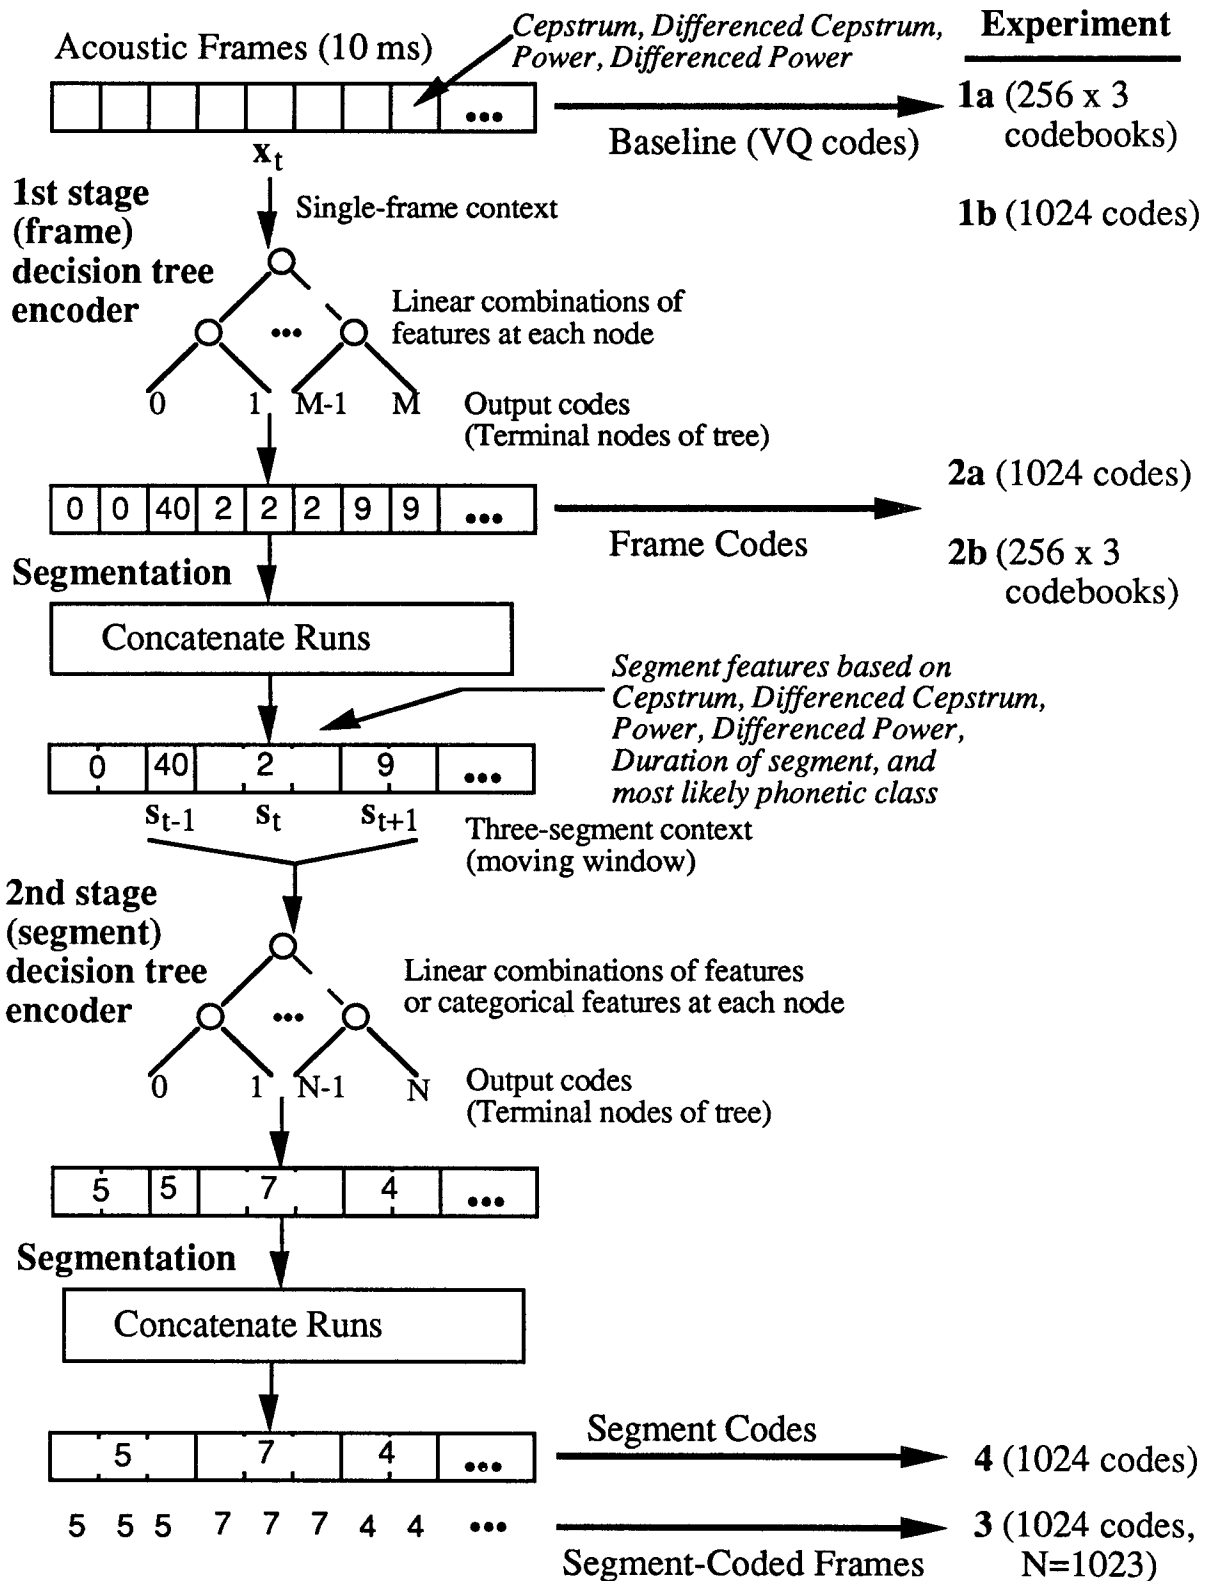 Acoustic Frames (10 ms)
Cepstrum, Differenced Cepstrum,
Power, Differenced Power
Experiment
•••
Baseline (VQ codes)
1a (256 x 3
codebooks)
1b (1024 codes)
x_t
1st stage
(frame)
decision tree
encoder
Single-frame context
•••
Linear combinations of
features at each node
0 1 M-1 M
Output codes
(Terminal nodes of tree)
0 0 40 2 2 2 9 9 •••
Frame Codes
2a (1024 codes)
2b (256 x 3
codebooks)
Segmentation
Concatenate Runs
Segment features based on
Cepstrum, Differenced Cepstrum,
Power, Differenced Power,
Duration of segment, and
most likely phonetic class
0 40 2 9 •••
s_t-1 s_t s_t+1
Three-segment context
(moving window)
2nd stage
(segment)
decision tree
encoder
•••
Linear combinations of features
or categorical features at each node
0 1 N-1 N
Output codes
(Terminal nodes of tree)
5 5 7 4 •••
Segmentation
Concatenate Runs
5 7 4 •••
Segment Codes
4 (1024 codes)
5 5 5 7 7 7 4 4 •••
Segment-Coded Frames
3 (1024 codes,
N=1023)